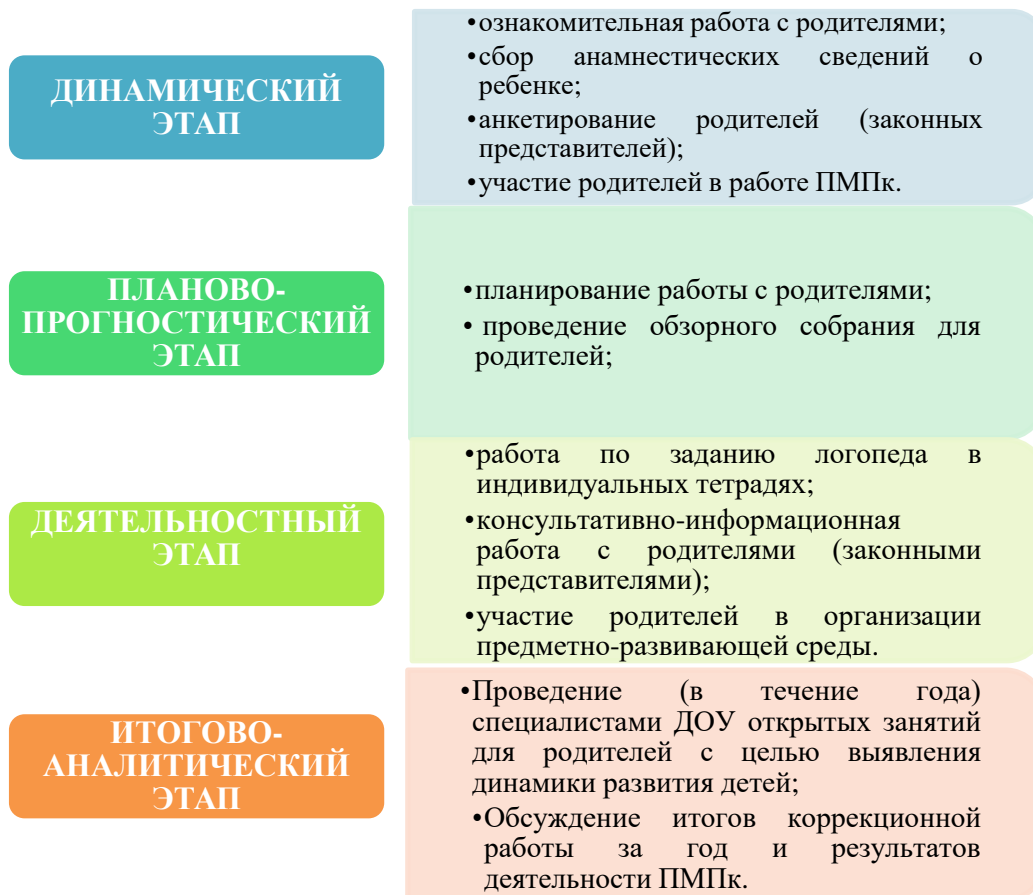 ДИНАМИЧЕСКИЙ
ЭТАП
•ознакомительная работа с родителями;
•сбор анамнестических сведений о
ребенке;
•анкетирование родителей (законных
представителей);
•участие родителей в работе ПМПк.
ПЛАНОВО-
ПРОГНОСТИЧЕСКИЙ
ЭТАП
•планирование работы с родителями;
• проведение обзорного собрания для
родителей;
ДЕЯТЕЛЬНОСТНЫЙ
ЭТАП
•работа по заданию логопеда в
индивидуальных тетрадях;
•консультативно-информационная
работа с родителями (законными
представителями);
•участие родителей в организации
предметно-развивающей среды.
ИТОГОВО-
АНАЛИТИЧЕСКИЙ
ЭТАП
•Проведение (в течение года)
специалистами ДОУ открытых занятий
для родителей с целью выявления
динамики развития детей;
•Обсуждение итогов коррекционной
работы за год и результатов
деятельности ПМПк.